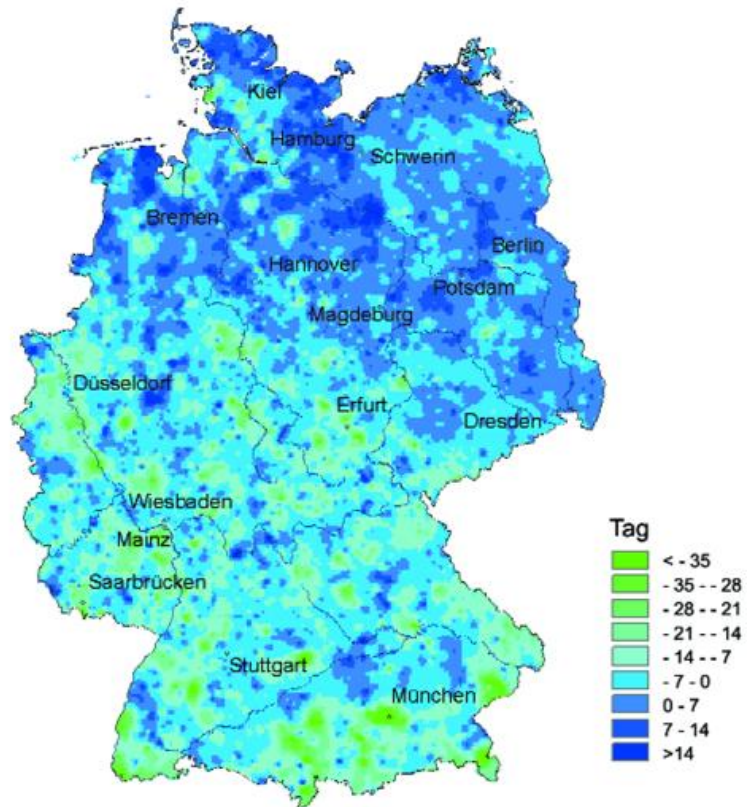 Kiel
Hamburg
Schwerin
Bremen
Berlin
Hannover
Potsdam
Magdeburg
Düsseldorf
Erfurt
Dresden
Wiesbaden
Mainz
Saarbrücken
Stuttgart
München
Tag
< - 35
- 35 - - 28
- 28 - - 21
- 21 - - 14
- 14 - - 7
- 7 - 0
0 - 7
7 - 14
>14